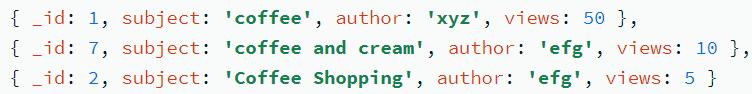 { _id: 1, subject: 'coffee', author: 'xyz', views: 50 },
{ _id: 7, subject: 'coffee and cream', author: 'efg', views: 10 },
{ _id: 2, subject: 'Coffee Shopping', author: 'efg', views: 5 }